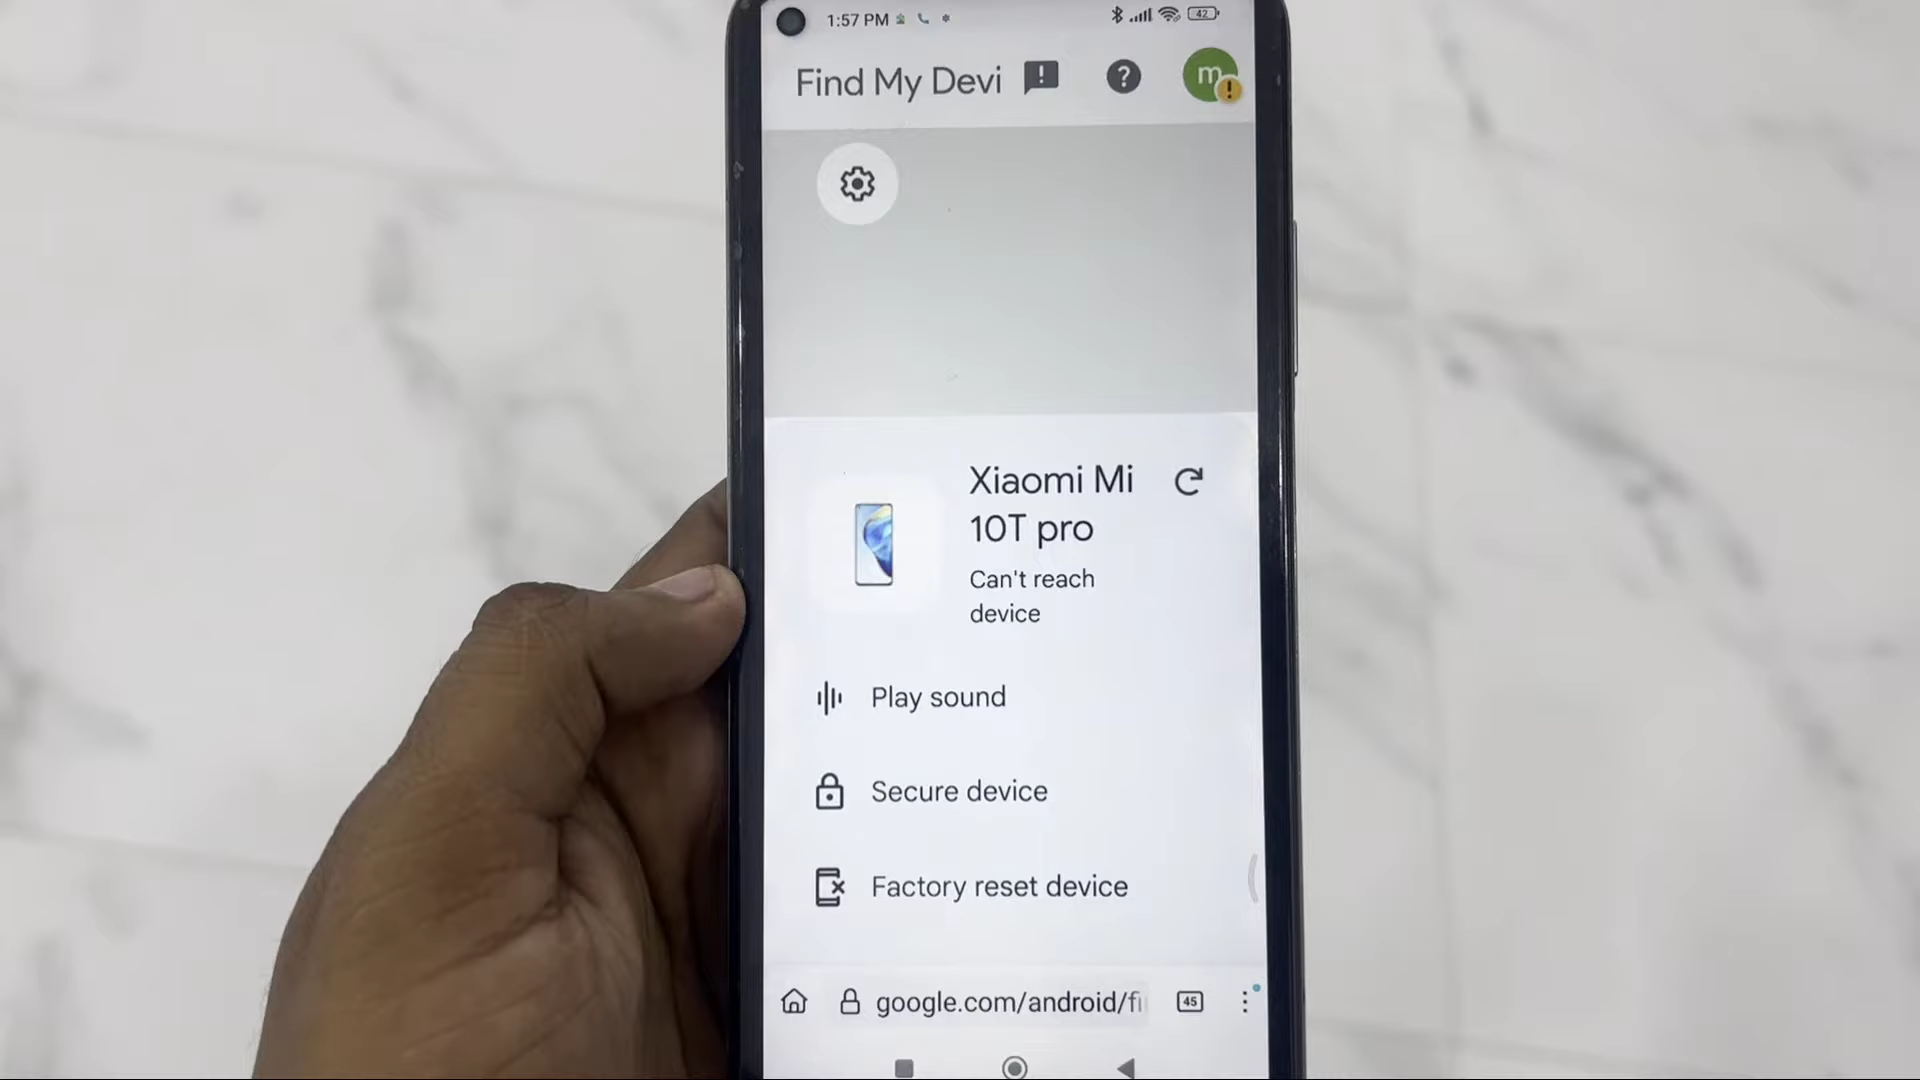 1:57 PM
42
Find My Devi
m
Xiaomi Mi
10T pro
Can't reach
device
Play sound
Secure device
Factory reset device
google.com/android/fi
45